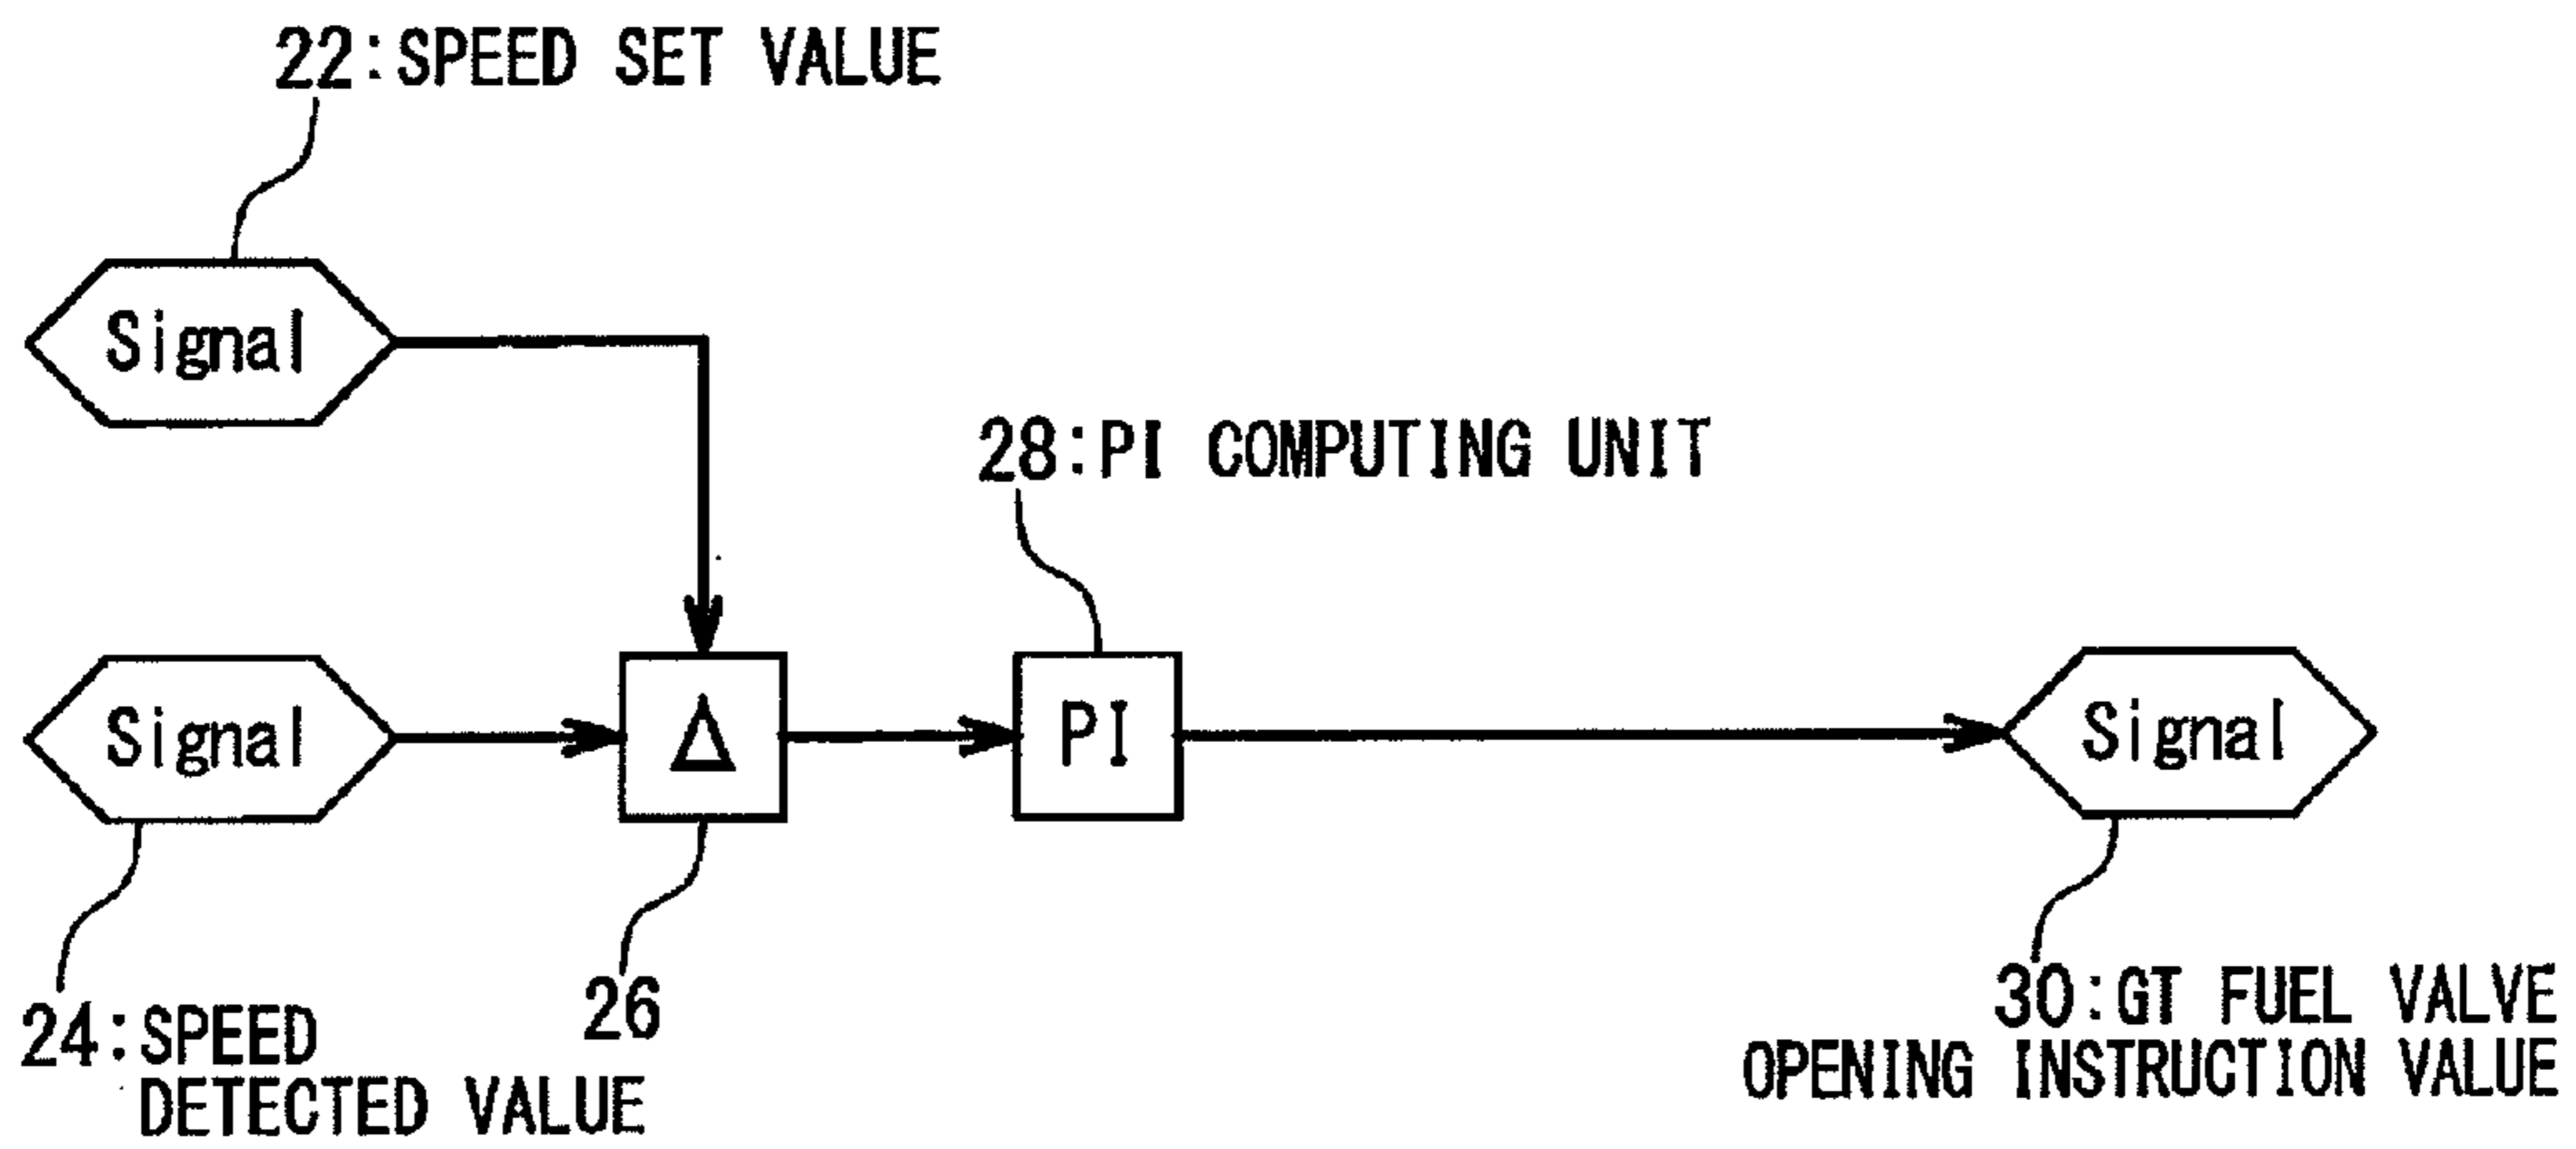 22:SPEED SET VALUE
Signal
28:PI COMPUTING UNIT
Signal
Δ
PI
Signal
24:SPEED
DETECTED VALUE
26
30:GT FUEL VALVE
OPENING INSTRUCTION VALUE